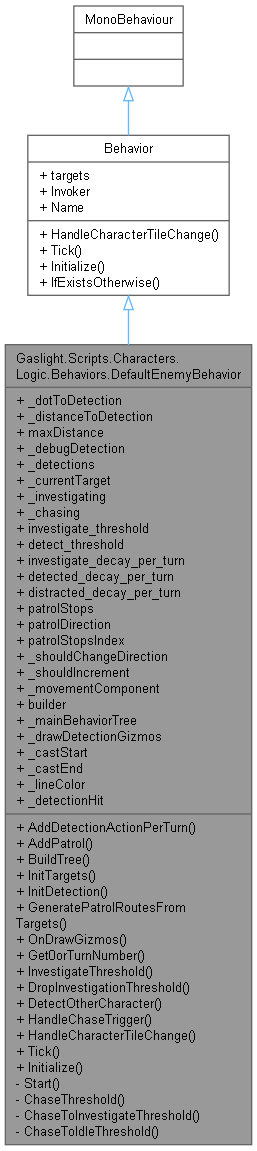 MonoBehaviour
Behavior
+ targets
+ Invoker
+ Name
+ HandleCharacterTileChange()
+ Tick()
+ Initialize()
+ IfExistsOtherwise()
Gaslight.Scripts.Characters.
Logic.Behaviors.DefaultEnemyBehavior
+ _dotToDetection
+ _distanceToDetection
+ maxDistance
+ _debugDetection
+ _detections
+ _currentTarget
+ _investigating
+ _chasing
+ investigate_threshold
+ detect_threshold
+ investigate_decay_per_turn
+ detected_decay_per_turn
+ distracted_decay_per_turn
+ patrolStops
+ patrolDirection
+ patrolStopsIndex
+ _shouldChangeDirection
+ _shouldIncrement
+ _movementComponent
+ builder
+ _mainBehaviorTree
+ _drawDetectionGizmos
+ _castStart
+ _castEnd
+ _lineColor
+ _detectionHit
+ AddDetectionActionPerTurn()
+ AddPatrol()
+ BuildTree()
+ InitTargets()
+ InitDetection()
+ GeneratePatrolRoutesFrom
Targets()
+ OnDrawGizmos()
+ Get0orTurnNumber()
+ InvestigateThreshold()
+ DropInvestigationThreshold()
+ DetectOtherCharacter()
+ HandleChaseTrigger()
+ HandleCharacterTileChange()
+ Tick()
+ Initialize()
- Start()
- ChaseThreshold()
- ChaseToInvestigateThreshold()
- ChaseToIdleThreshold()